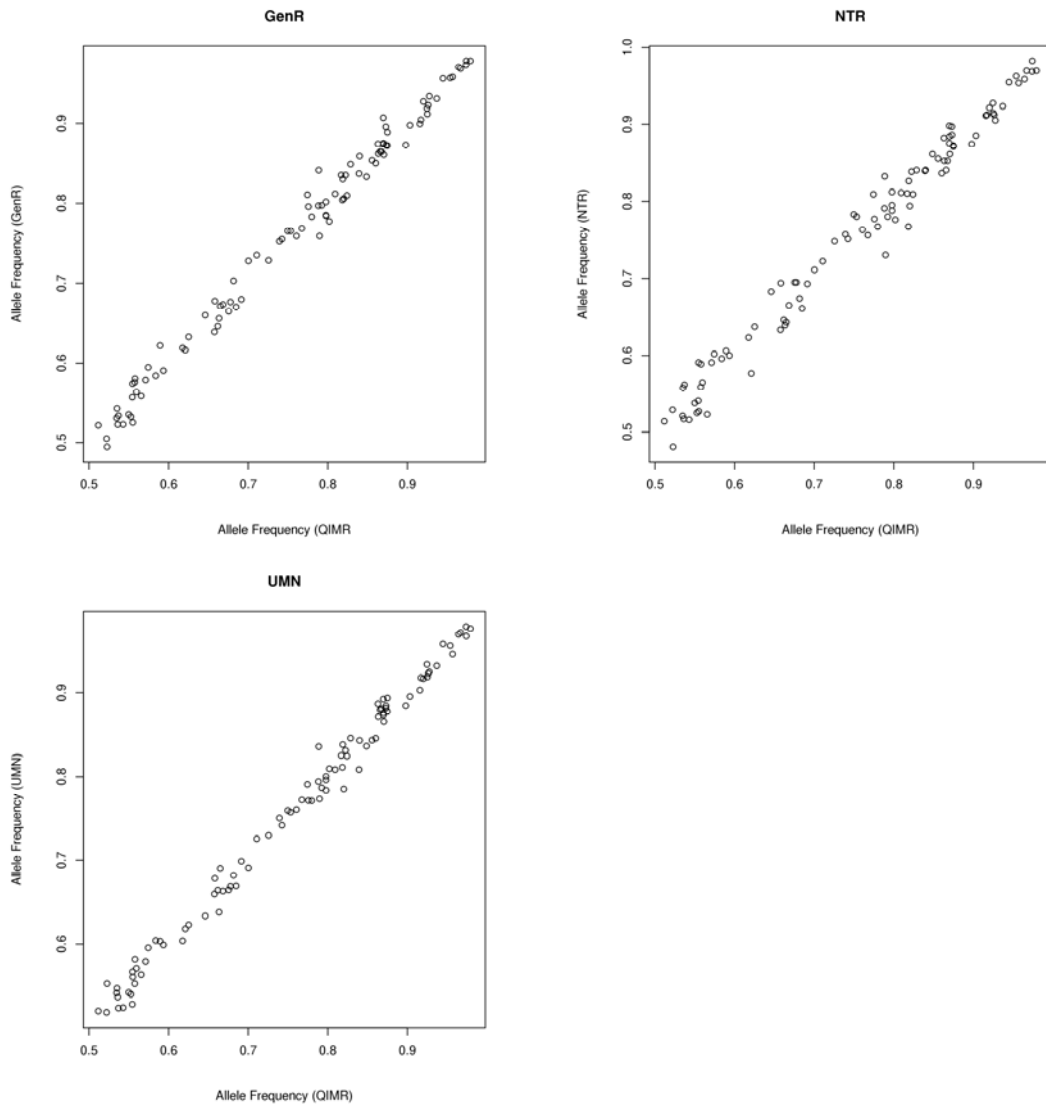 GenR
Allele Frequency (GenR)
0.9
0.8
0.7
0.6
0.5
0.5 0.6 0.7 0.8 0.9
Allele Frequency (QIMR
NTR
Allele Frequency (NTR)
1.0
0.9
0.8
0.7
0.6
0.5
0.5 0.6 0.7 0.8 0.9
Allele Frequency (QIMR)
UMN
Allele Frequency (UMN)
0.9
0.8
0.7
0.6
0.5 0.6 0.7 0.8 0.9
Allele Frequency (QIMR)